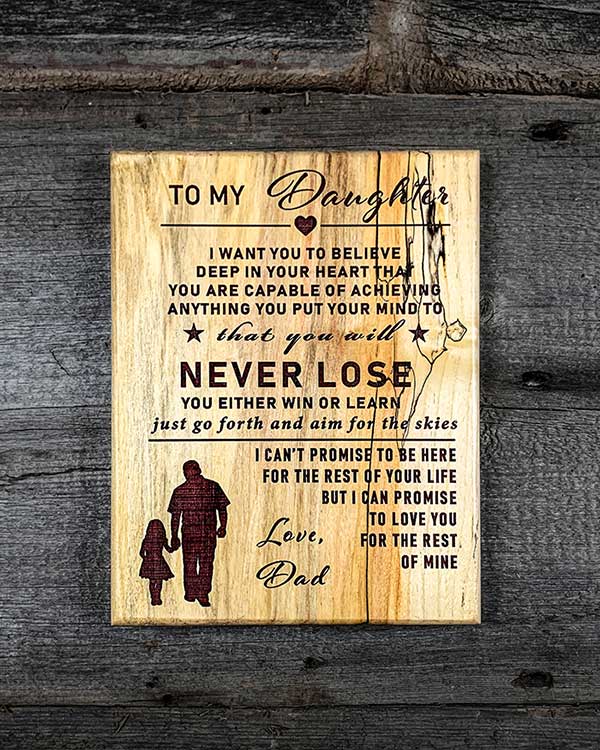 TO MY Daughter
I WANT YOU TO BELIEVE
DEEP IN YOUR HEART THAT
YOU ARE CAPABLE OF ACHIEVING
ANYTHING YOU PUT YOUR MIND TO
that you will
NEVER LOSE
YOU EITHER WIN OR LEARN
just go forth and aim for the skies
I CAN'T PROMISE TO BE HERE
FOR THE REST OF YOUR LIFE
BUT I CAN PROMISE
TO LOVE YOU
FOR THE REST
OF MINE
Love,
Dad